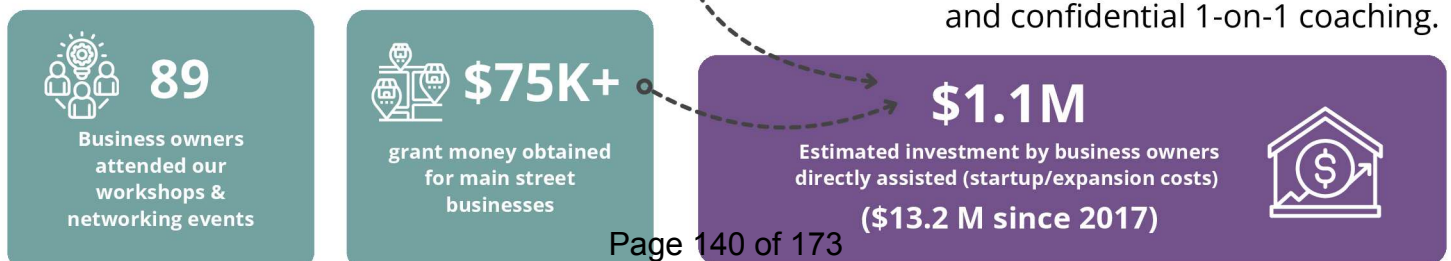 and confidential 1-on-1 coaching.
89
Business owners
attended our
workshops &
networking events
$75K+
grant money obtained
for main street
businesses
$1.1M
Estimated investment by business owners
directly assisted (startup/expansion costs)
($13.2 M since 2017)
Page 140 of 173